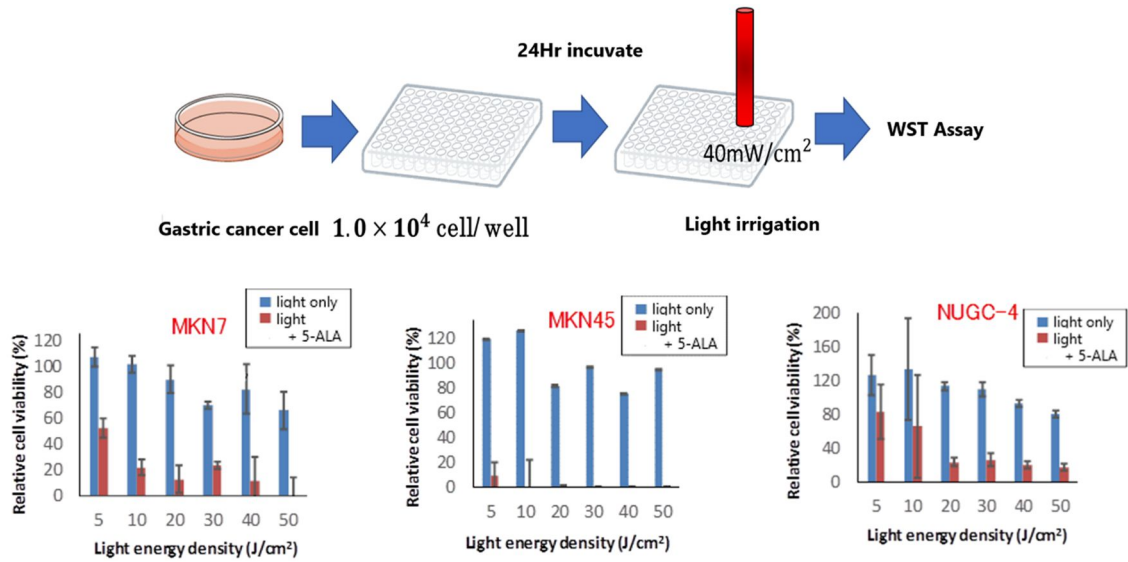 24Hr incuvate
40mW/cm²
WST Assay
Gastric cancer cell 1.0 × 10⁴ cell/ well
Light irrigation
MKN7
light only
light
+ 5-ALA
Relative cell viability (%)
120
100
80
60
40
20
0
5 10 20 30 40 50
Light energy density (J/cm²)
MKN45
light only
light
+ 5-ALA
Relative cell viability (%)
120
100
80
60
40
20
0
5 10 20 30 40 50
Light energy density (J/cm²)
NUGC-4
light only
light
+ 5-ALA
Relative cell viability (%)
200
160
120
80
40
0
5 10 20 30 40 50
Light energy density (J/cm²)